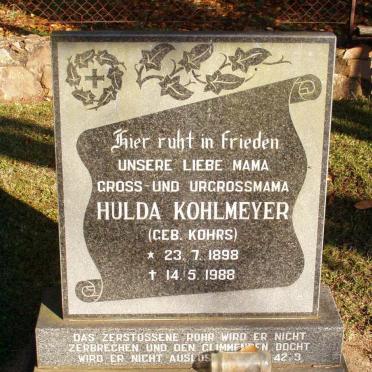 Hier ruht in Frieden
UNSERE LIEBE MAMA
GROSS UND URGROSSMAMA
HULDA KOHLMEYER
(GEB. KOHRS)
* 23. 7. 1898
✝ 14. 5. 1988
DAS ZERSTOSSENE ROHR WIRD ER NICHT
ZERBRECHEN UND DEN GLIMMENDEN DOCHT
WIRD ER NICHT 42. 3.